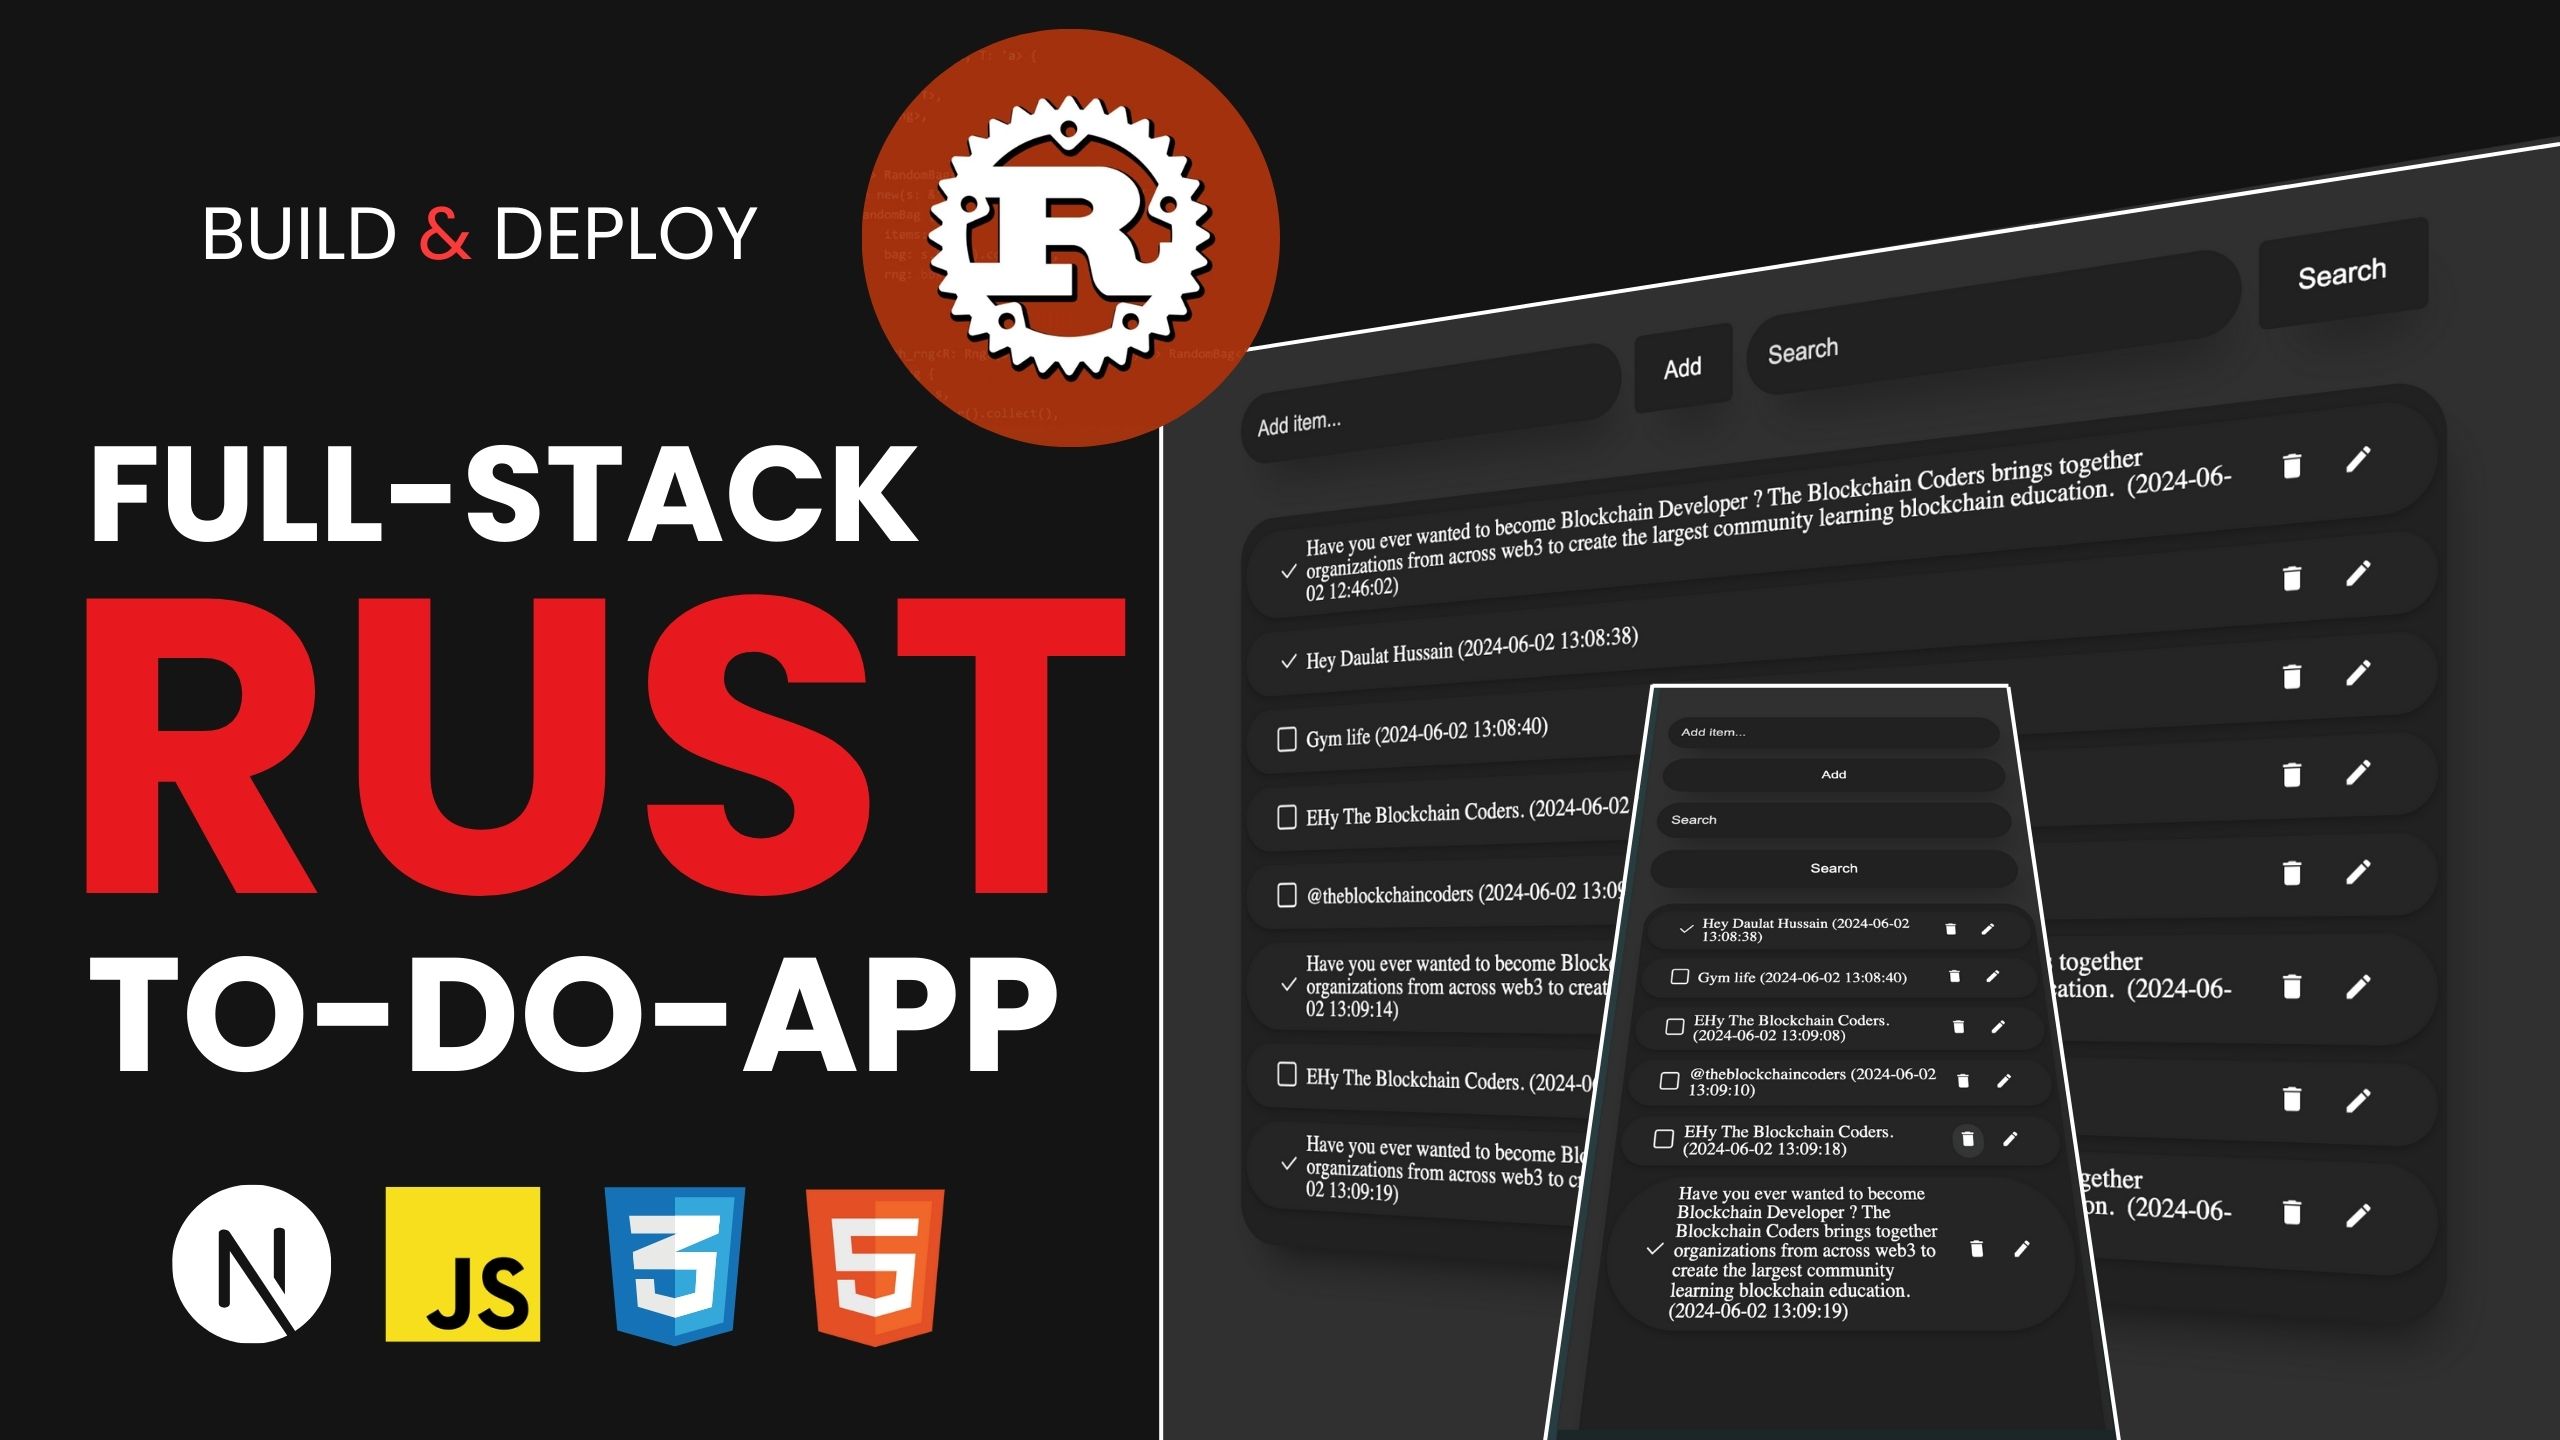 BUILD & DEPLOY
FULL-STACK
RUST
TO-DO-APP
JS
Add item...
Add
Search
Search
Have you ever wanted to become Blockchain Developer ? The Blockchain Coders brings together
organizations from across web3 to create the largest community learning blockchain education. (2024-06-
02 12:46:02)
Hey Daulat Hussain (2024-06-02 13:08:38)
Gym life (2024-06-02 13:08:40)
EHy The Blockchain Coders. (2024-06-02
@theblockchaincoders (2024-06-02 13:09
Have you ever wanted to become Block
together
organizations from across web3 to creat
cation. (2024-06-
02 13:09:14)
EHy The Blockchain Coders. (2024-0
Have you ever wanted to become Blo
gether
organizations from across web3 to c
on. (2024-06-
02 13:09:19)
Add item...
Add
Search
Search
Hey Daulat Hussain (2024-06-02
13:08:38)
Gym life (2024-06-02 13:08:40)
EHy The Blockchain Coders.
(2024-06-02 13:09:08)
@theblockchaincoders (2024-06-02
13:09:10)
EHy The Blockchain Coders.
(2024-06-02 13:09:18)
Have you ever wanted to become
Blockchain Developer ? The
Blockchain Coders brings together
organizations from across web3 to
create the largest community
learning blockchain education.
(2024-06-02 13:09:19)